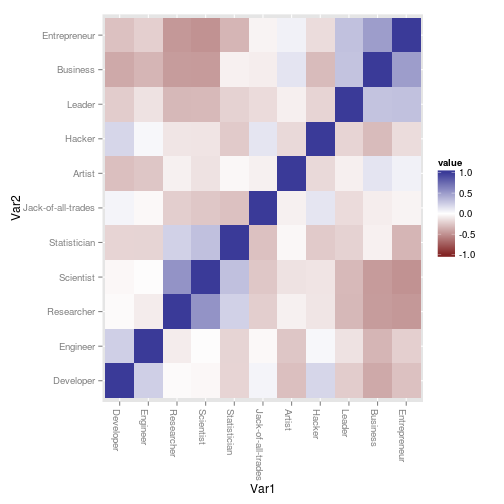 Entrepreneur
Business
Leader
Hacker
Artist
Jack-of-all-trades
Statistician
Scientist
Researcher
Engineer
Developer
Var2
Developer
Engineer
Researcher
Scientist
Statistician
Jack-of-all-trades
Artist
Hacker
Leader
Business
Entrepreneur
Var1
value
1.0
0.5
0.0
-0.5
-1.0